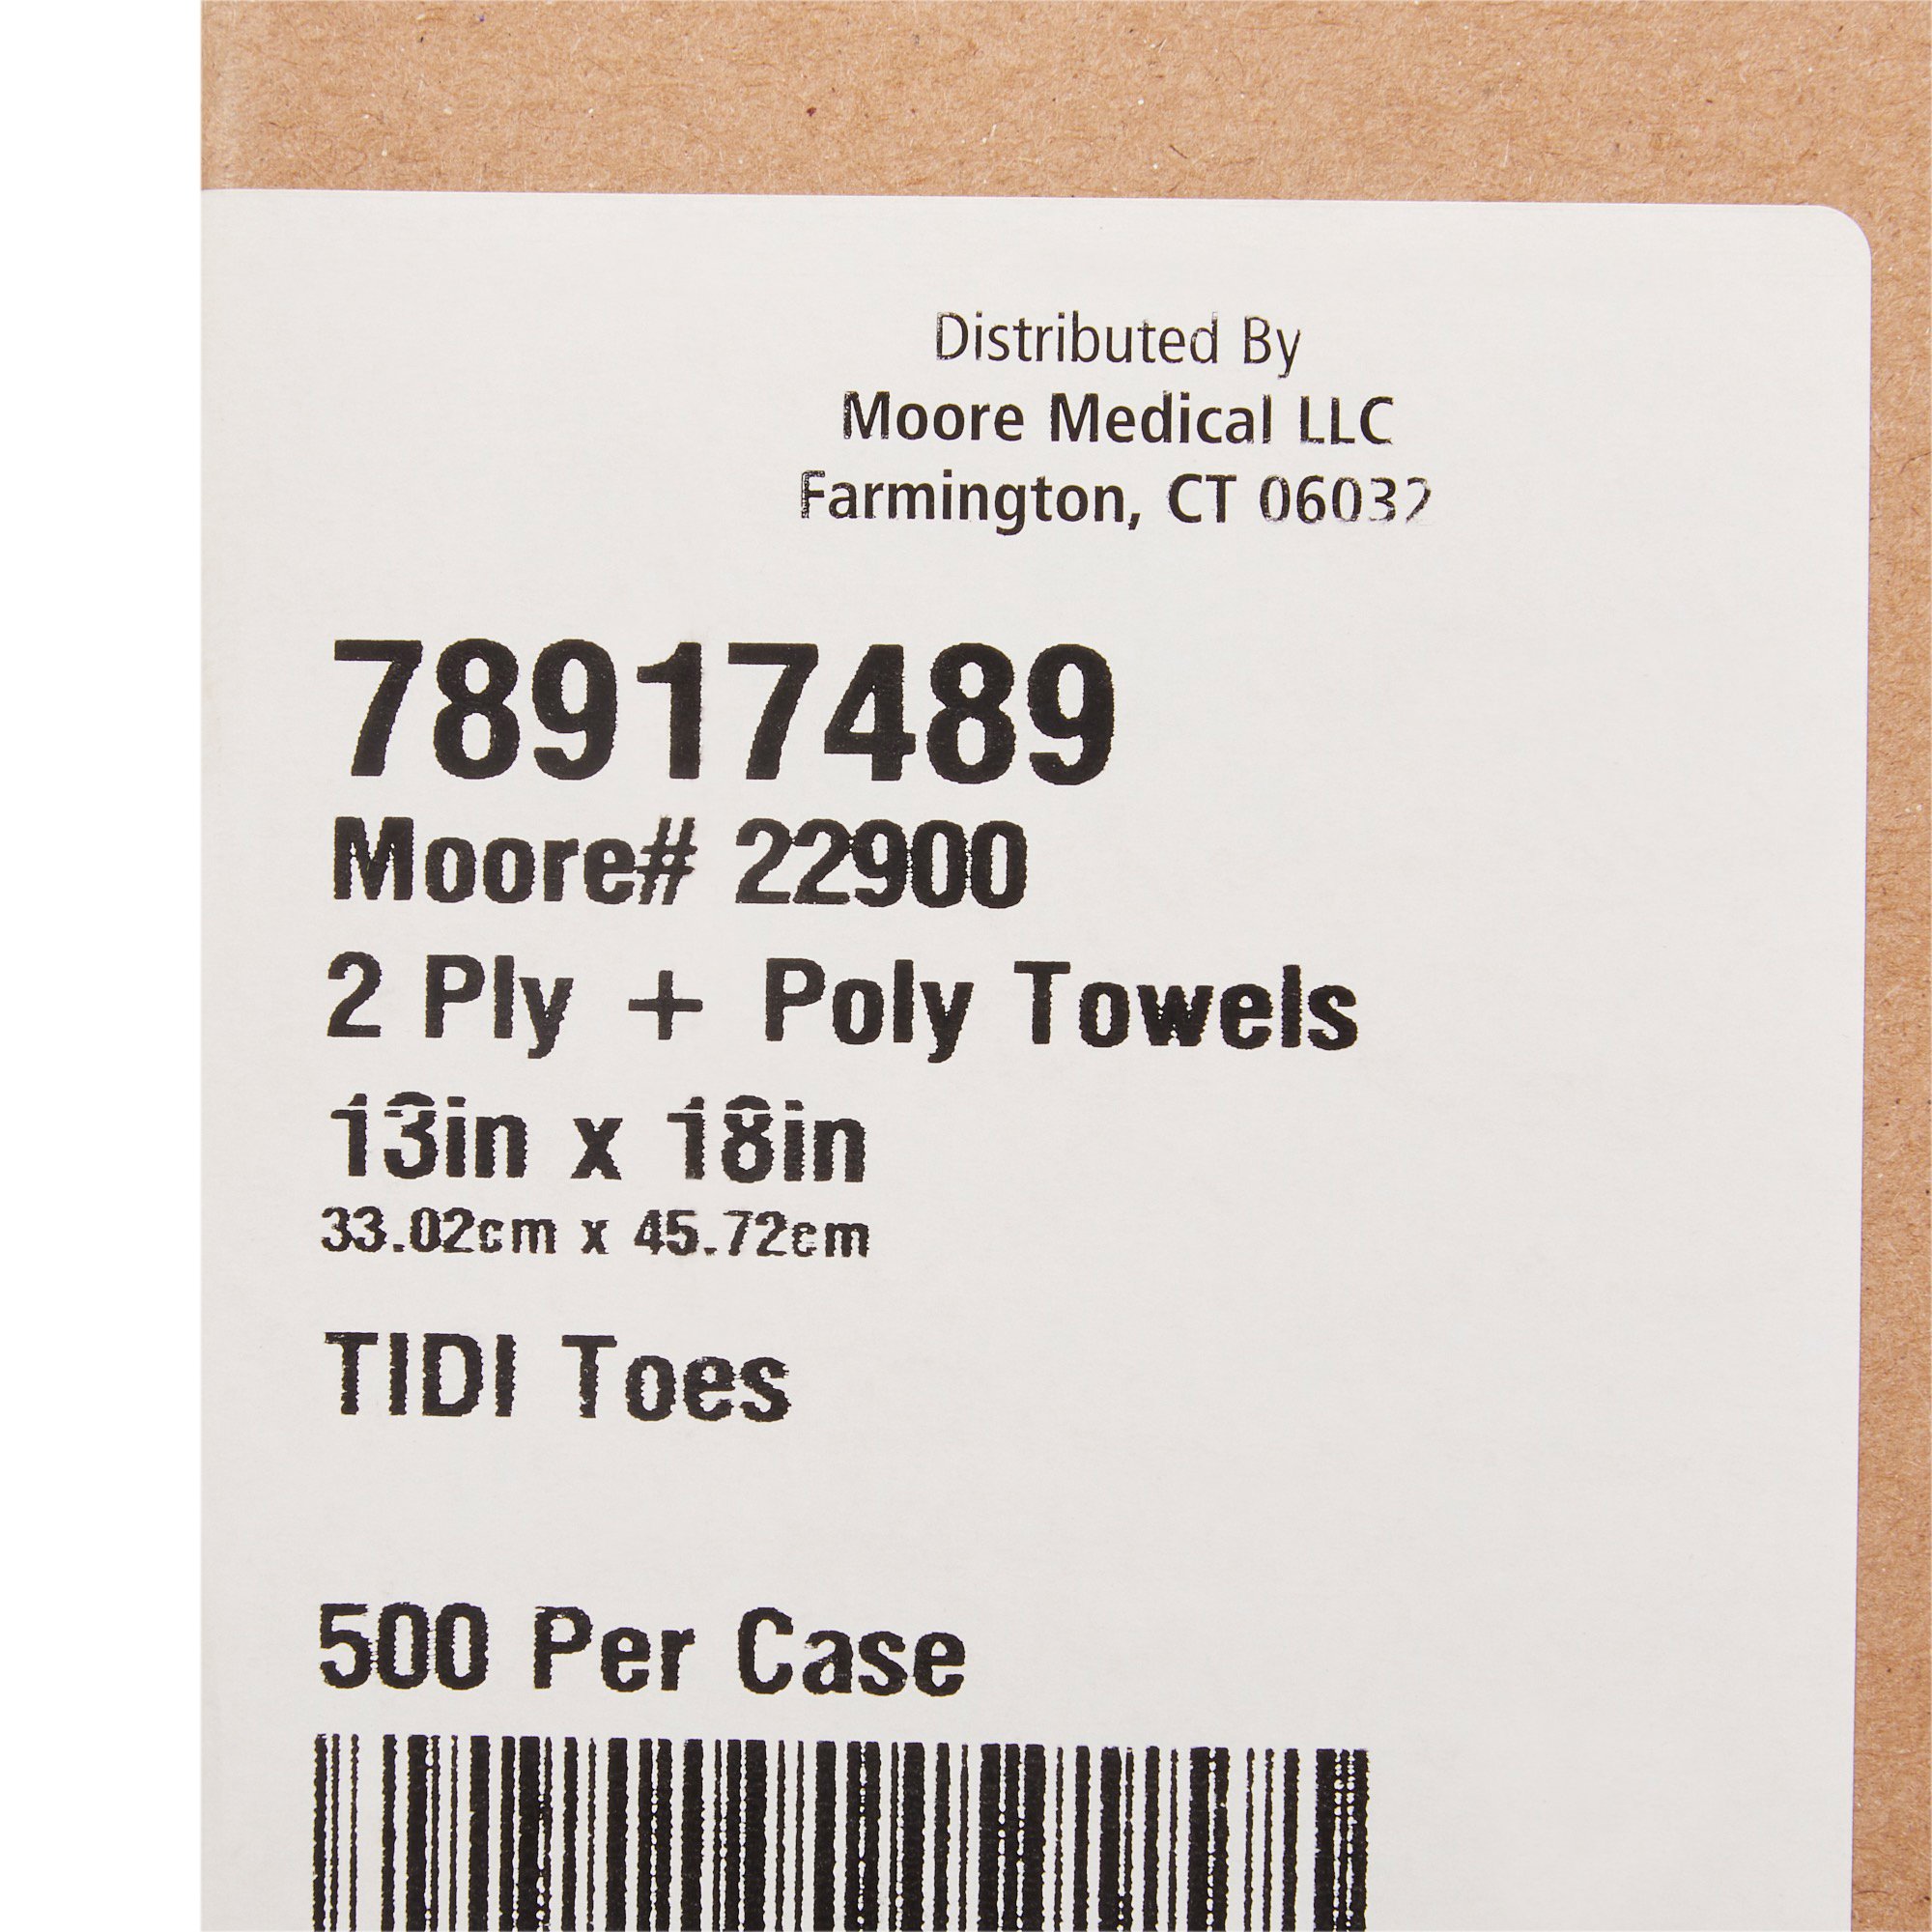 Distributed By
Moore Medical LLC
Farmington, CT 06032
78917489
Moore# 22900
2 Ply + Poly Towels
13in x 18in
33.02cm x 45.72cm
TIDI Toes
500 Per Case